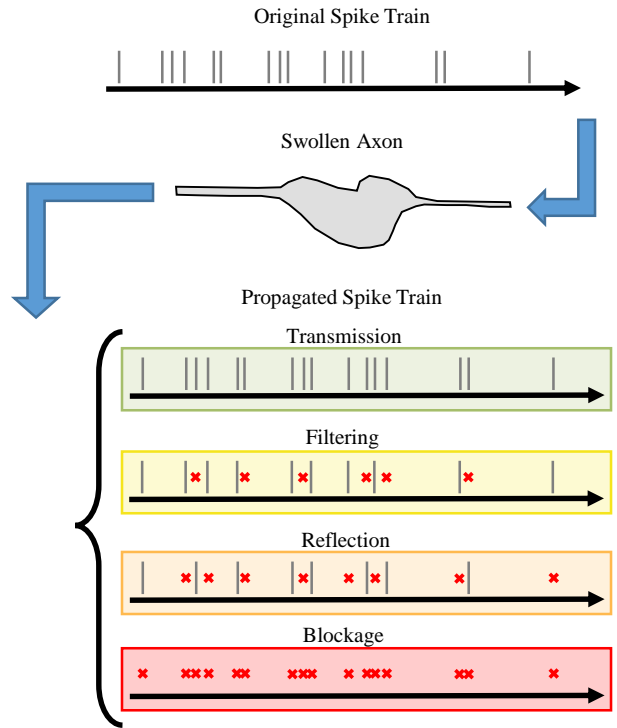 Original Spike Train
Swollen Axon
Propagated Spike Train
Transmission
Filtering
Reflection
Blockage